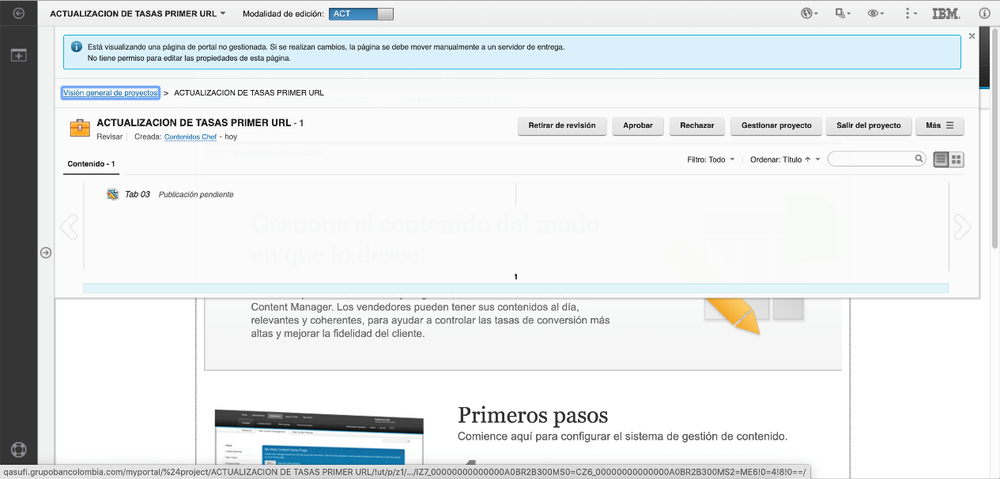 ACTUALIZACION DE TASAS PRIMER URL
Modalidad de edición: ACT
IBM.
Está visualizando una página de portal no gestionada. Si se realizan cambios, la página se debe mover manualmente a un servidor de entrega.
No tiene permiso para editar las propiedades de esta página.
Visión general de proyectos > ACTUALIZACION DE TASAS PRIMER URL
ACTUALIZACION DE TASAS PRIMER URL - 1
Revisar Creada: Contenidos Chef - hoy
Retirar de revisión Aprobar Rechazar Gestionar proyecto Salir del proyecto Más
Contenido - 1
Filtro: Todo Ordenar: Título
Tab 03 Publicación pendiente
Gestione el contenido del modo
en que lo desee.
1
Content Manager. Los vendedores pueden tener sus contenidos al día,
relevantes y coherentes, para ayudar a controlar las tasas de conversión más
altas y mejorar la fidelidad del cliente.
Primeros pasos
Comience aquí para configurar el sistema de gestión de contenido.
My Web Content Home Page
qasufi.grupobancolombia.com/myportal/%24project/ACTUALIZACION DE TASAS PRIMER URL/!ut/p/z1/.../IZ7_00000000000000A0BR2B300MS0=CZ6_00000000000000A0BR2B300MS2=ME6!0=4!8!0==/